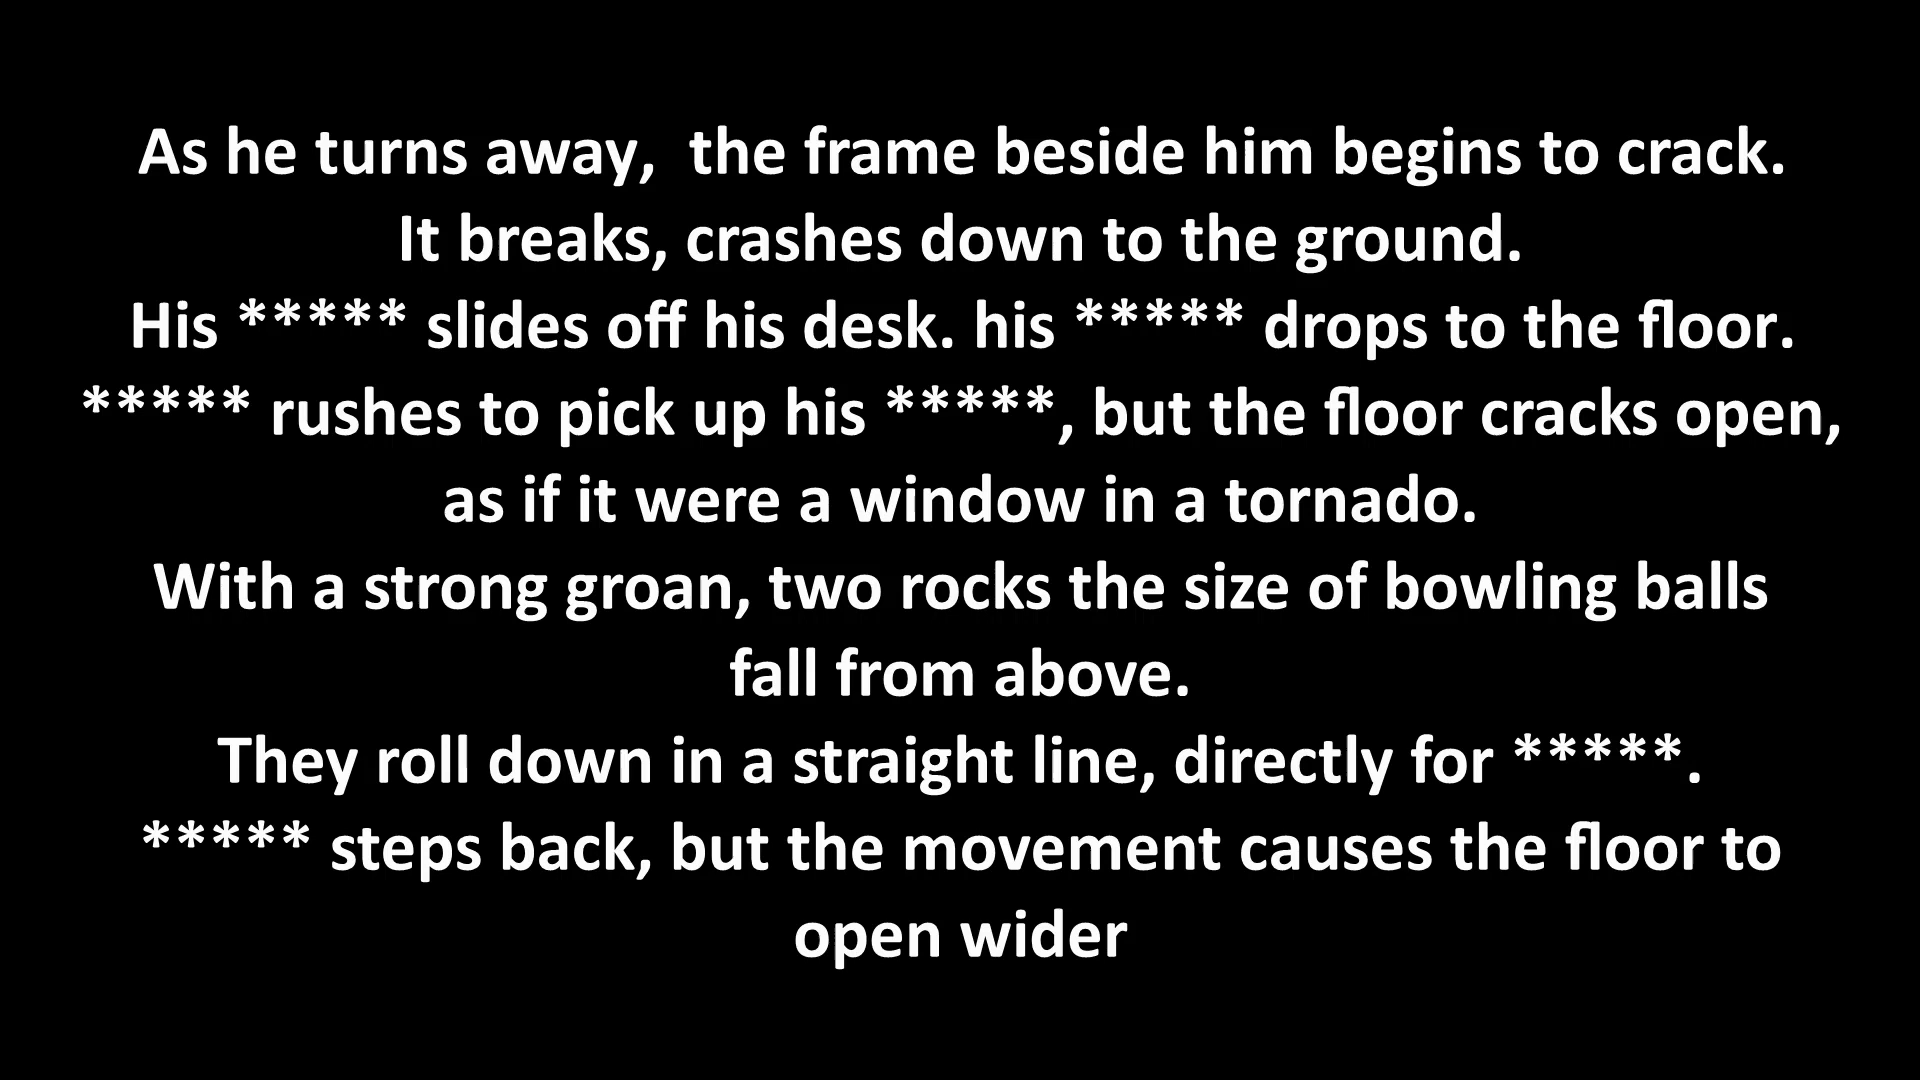 As he turns away,  the frame beside him begins to crack.
It breaks, crashes down to the ground.
His ***** slides off his desk. his ***** drops to the floor.
***** rushes to pick up his *****, but the floor cracks open,
as if it were a window in a tornado.
With a strong groan, two rocks the size of bowling balls
fall from above.
They roll down in a straight line, directly for *****.
***** steps back, but the movement causes the floor to
open wider